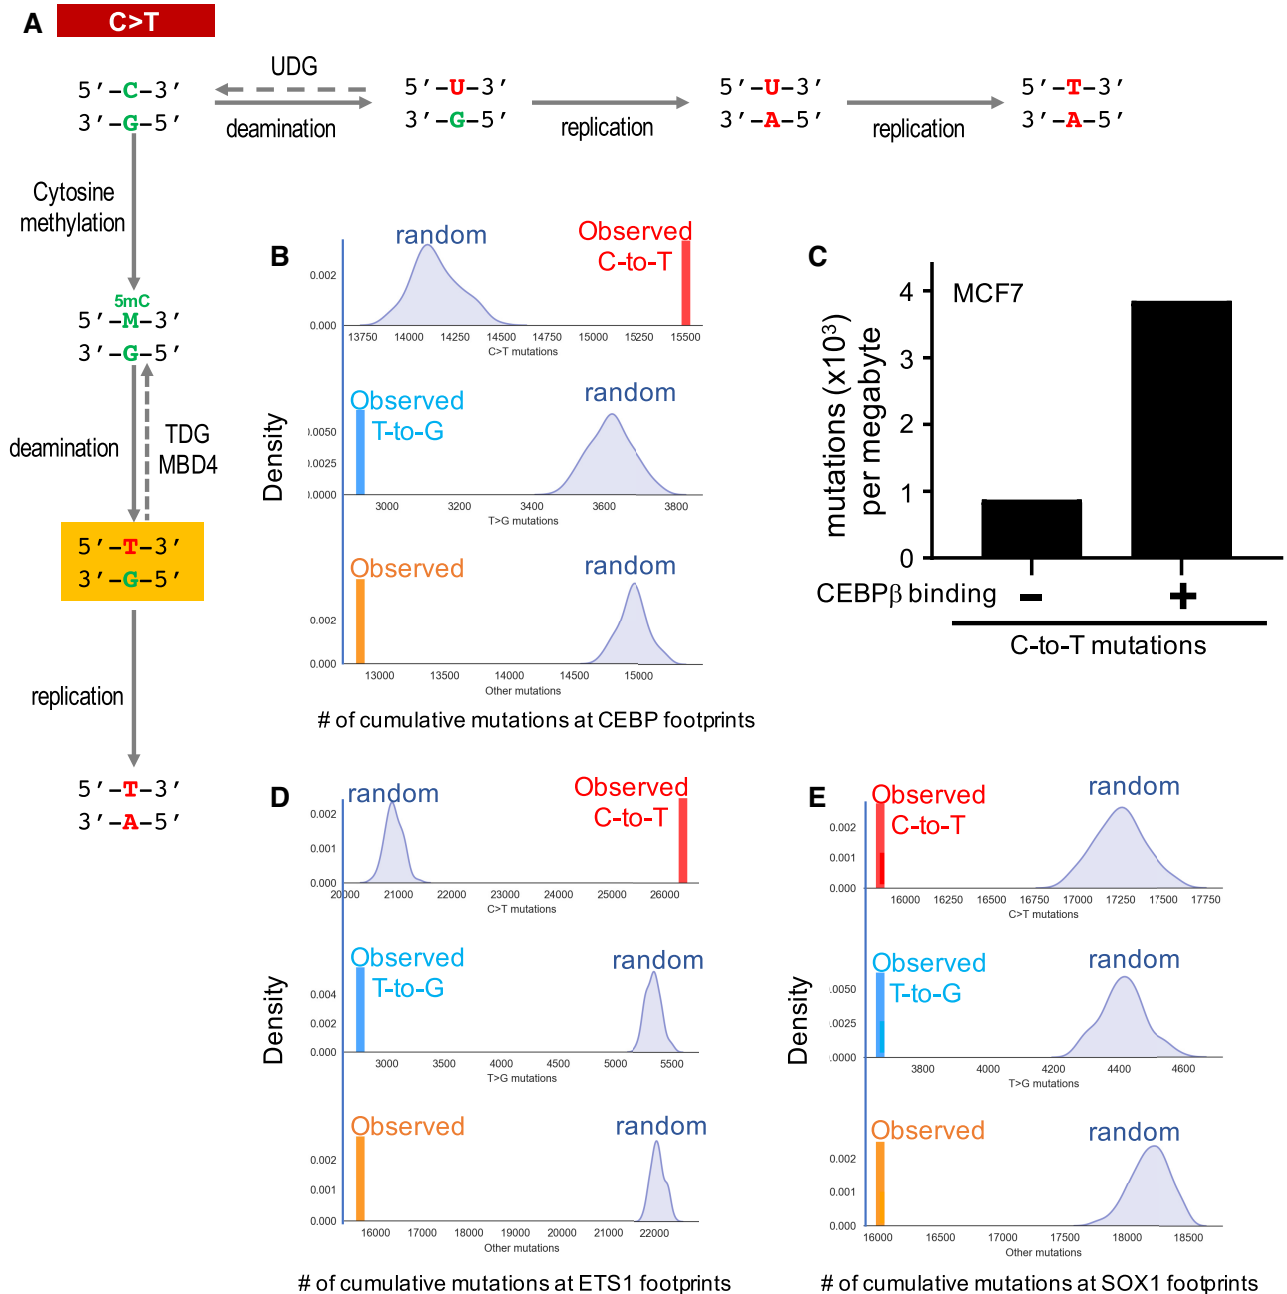 A
C>T
5′–C–3′
3′–G–5′
UDG
deamination
5′–U–3′
3′–G–5′
replication
5′–U–3′
3′–A–5′
replication
5′–T–3′
3′–A–5′
Cytosine
methylation
5mC
5′–M–3′
3′–G–5′
deamination
TDG
MBD4
5′–T–3′
3′–G–5′
replication
5′–T–3′
3′–A–5′
B
random
Observed
C-to-T
0.002
0.000
13750 14000 14250 14500 14750 15000 15250 15500
C>T mutations
Observed
T-to-G
random
Density
.0050
.0025
.0000
3000 3200 3400 3600 3800
T>G mutations
Observed
random
0.002
0.000
13000 13500 14000 14500 15000
Other mutations
# of cumulative mutations at CEBP footprints
C
MCF7
mutations (x10³)
per megabyte
4
3
2
1
0
CEBPβ binding − +
C-to-T mutations
D
random
Observed
C-to-T
0.002
0.001
0.000
20000 21000 22000 23000 24000 25000 26000
C>T mutations
Observed
T-to-G
random
Density
0.004
0.002
0.000
3000 3500 4000 4500 5000 5500
T>G mutations
Observed
random
0.002
0.001
0.000
16000 17000 18000 19000 20000 21000 22000
Other mutations
# of cumulative mutations at ETS1 footprints
E
Observed
C-to-T
random
0.002
0.001
0.000
16000 16250 16500 16750 17000 17250 17500 17750
C>T mutations
Observed
T-to-G
random
Density
.0050
.0025
.0000
3800 4000 4200 4400 4600
T>G mutations
Observed
random
0.002
0.001
0.000
16000 16500 17000 17500 18000 18500
Other mutations
# of cumulative mutations at SOX1 footprints